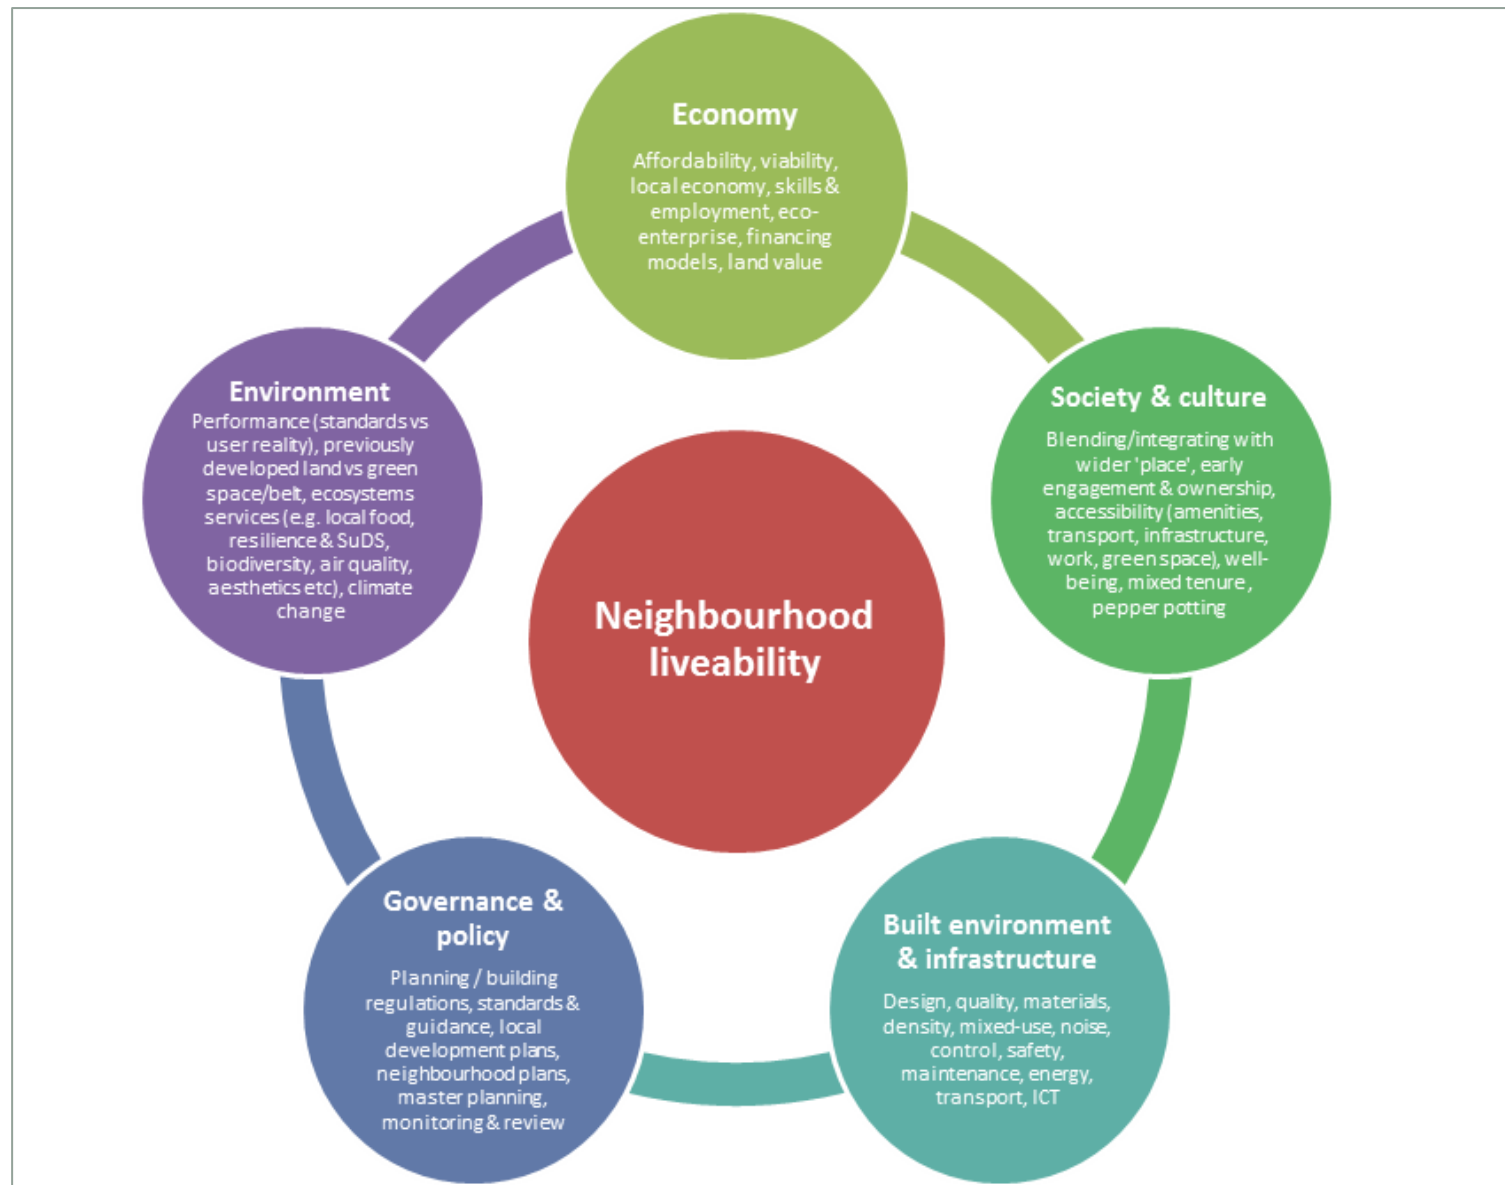 Economy
Affordability, viability,
local economy, skills &
employment, eco-
enterprise, financing
models, land value
Society & culture
Blending/integrating with
wider 'place', early
engagement & ownership,
accessibility (amenities,
transport, infrastructure,
work, green space), well-
being, mixed tenure,
pepper potting
Built environment
& infrastructure
Design, quality, materials,
density, mixed-use, noise,
control, safety,
maintenance, energy,
transport, ICT
Governance &
policy
Planning / building
regulations, standards &
guidance, local
development plans,
neighbourhood plans,
master planning,
monitoring & review
Environment
Performance (standards vs
user reality), previously
developed land vs green
space/belt, ecosystems
services (e.g. local food,
resilience & SuDS,
biodiversity, air quality,
aesthetics etc), climate
change
Neighbourhood
liveability